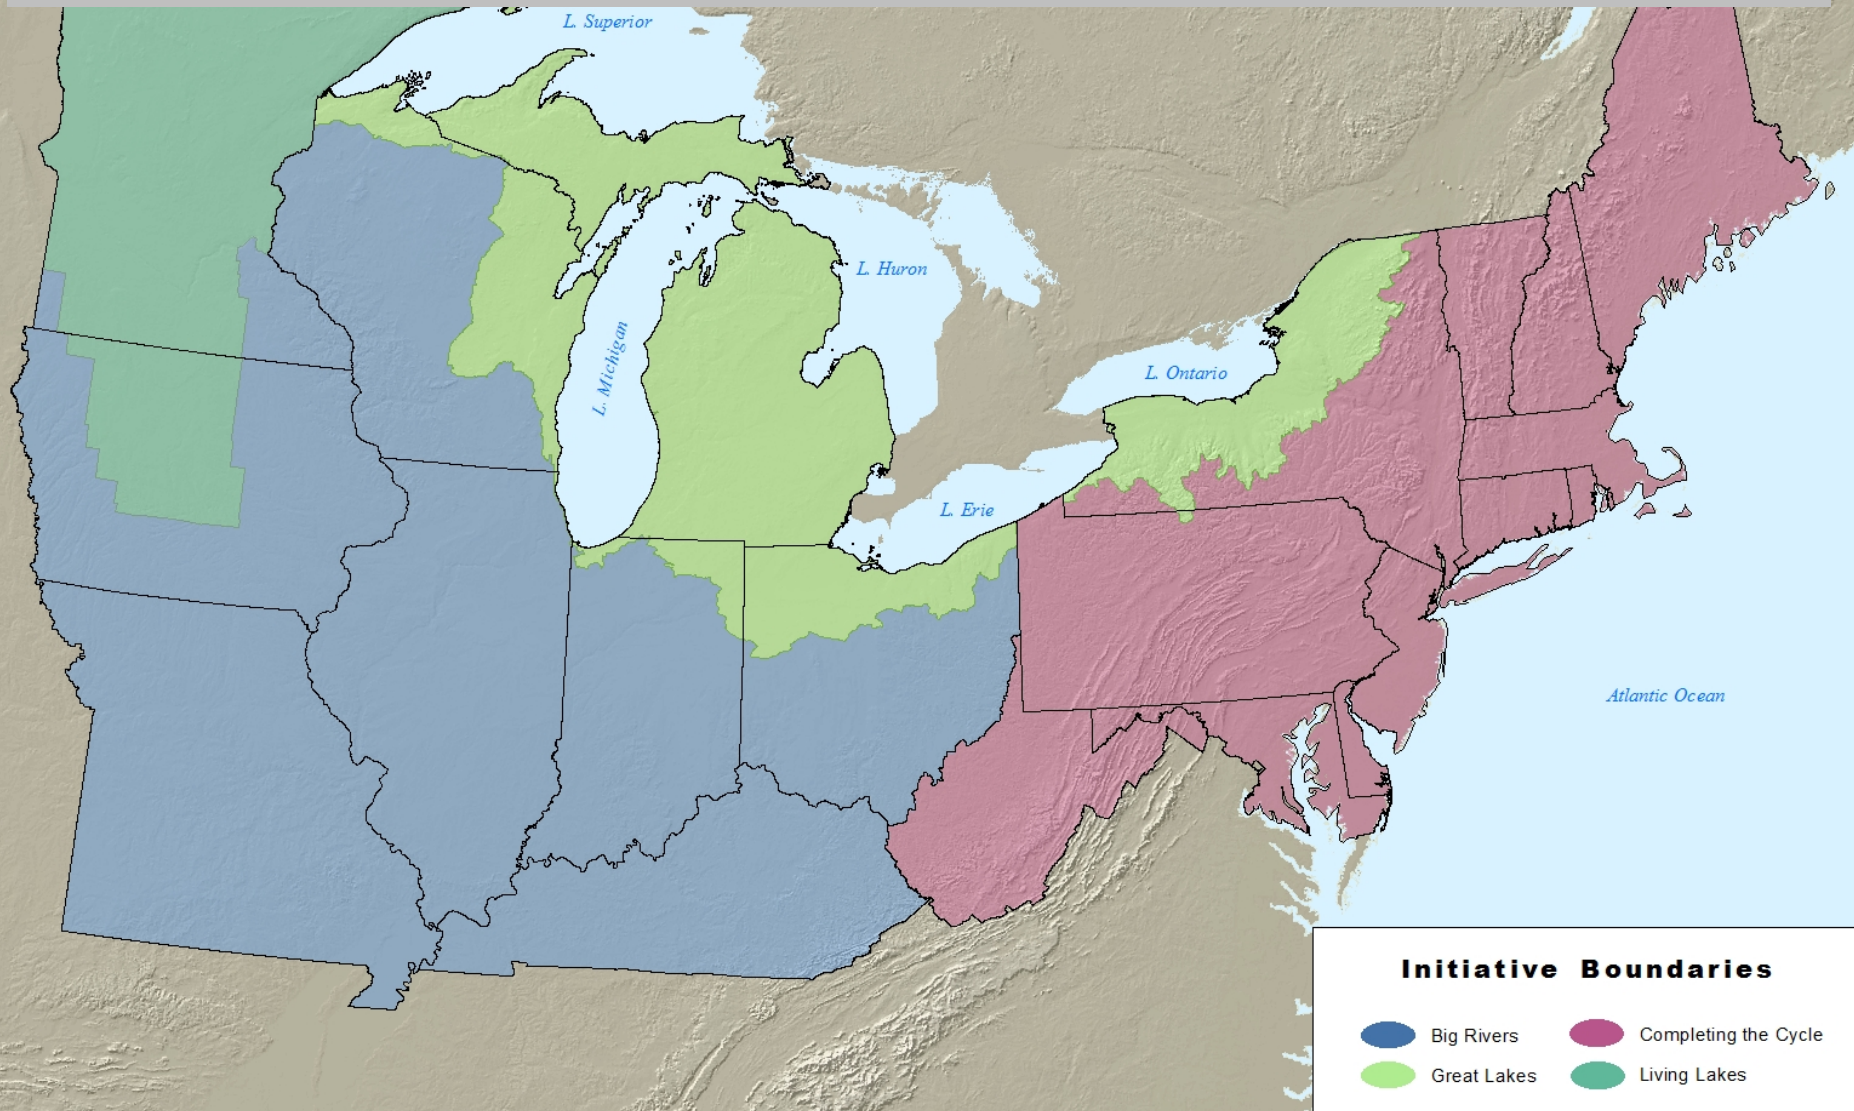 L. Superior
L. Huron
L. Michigan
L. Ontario
L. Erie
Atlantic Ocean
Initiative Boundaries
Big Rivers
Completing the Cycle
Great Lakes
Living Lakes